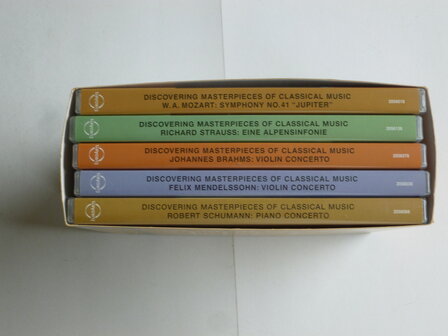 DISCOVERING MASTERPIECES OF CLASSICAL MUSIC
W. A. MOZART: SYMPHONY NO.41 "JUPITER"
DISCOVERING MASTERPIECES OF CLASSICAL MUSIC
RICHARD STRAUSS: EINE ALPENSINFONIE
DISCOVERING MASTERPIECES OF CLASSICAL MUSIC
JOHANNES BRAHMS: VIOLIN CONCERTO
DISCOVERING MASTERPIECES OF CLASSICAL MUSIC
FELIX MENDELSSOHN: VIOLIN CONCERTO
DISCOVERING MASTERPIECES OF CLASSICAL MUSIC
ROBERT SCHUMANN: PIANO CONCERTO